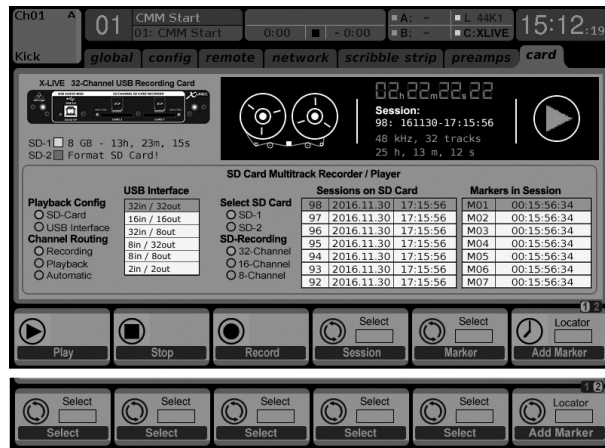 Ch01 A
Kick
01
CMM Start
01: CMM Start
0:00
- 0:00
A: -
B: -
L 44K1
C:XLIVE
15:12:19
global config remote network scribble strip preamps card
X-LIVE 32-Channel USB Recording Card
SD-1 8 GB - 13h, 23m, 15s
SD-2 Format SD Card!
02h22m22s22
Session:
98: 161130-17:15:56
48 kHz, 32 tracks
25 h, 13 m, 12 s
SD Card Multitrack Recorder / Player
Playback Config
SD-Card
USB Interface
Channel Routing
Recording
Playback
Automatic
USB Interface
32in / 32out
16in / 16out
32in / 8out
8in / 32out
8in / 8out
2in / 2out
Select SD Card
SD-1
SD-2
SD-Recording
32-Channel
16-Channel
8-Channel
Sessions on SD Card
98 2016.11.30 17:15:56
97 2016.11.30 17:15:56
96 2016.11.30 17:15:56
95 2016.11.30 17:15:56
94 2016.11.30 17:15:56
93 2016.11.30 17:15:56
92 2016.11.30 17:15:56
Markers in Session
M01 00:15:56:34
M02 00:15:56:34
M03 00:15:56:34
M04 00:15:56:34
M05 00:15:56:34
M06 00:15:56:34
M07 00:15:56:34
1 2
Play
Stop
Record
Select
Session
Select
Marker
Locator
Add Marker
1 2
Select
Select
Select
Select
Select
Select
Select
Select
Select
Select
Locator
Add Marker